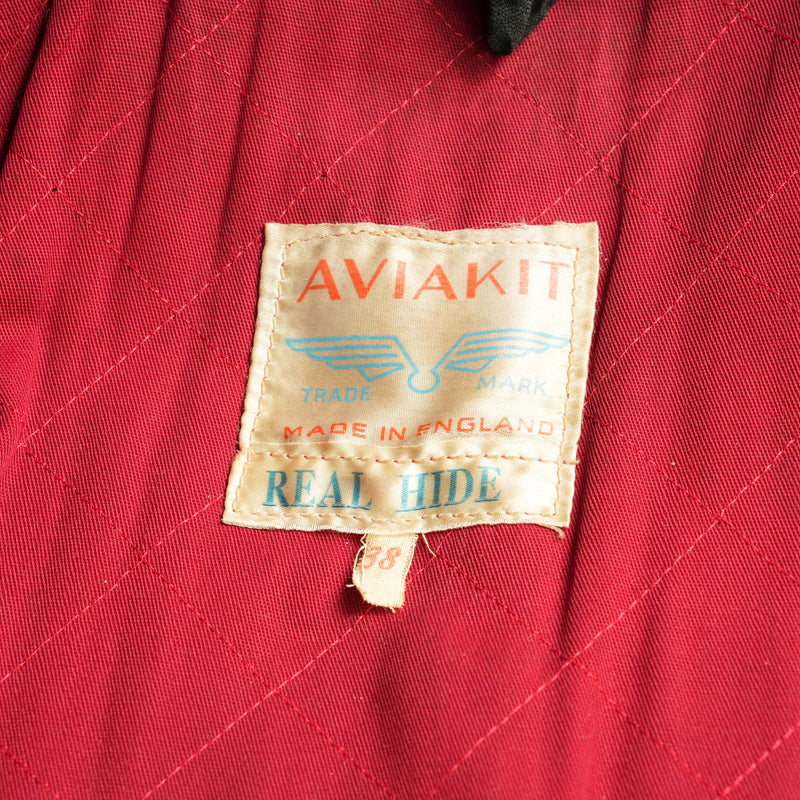 AVIAKIT
TRADE MARK
MADE IN ENGLAND
REAL HIDE
38